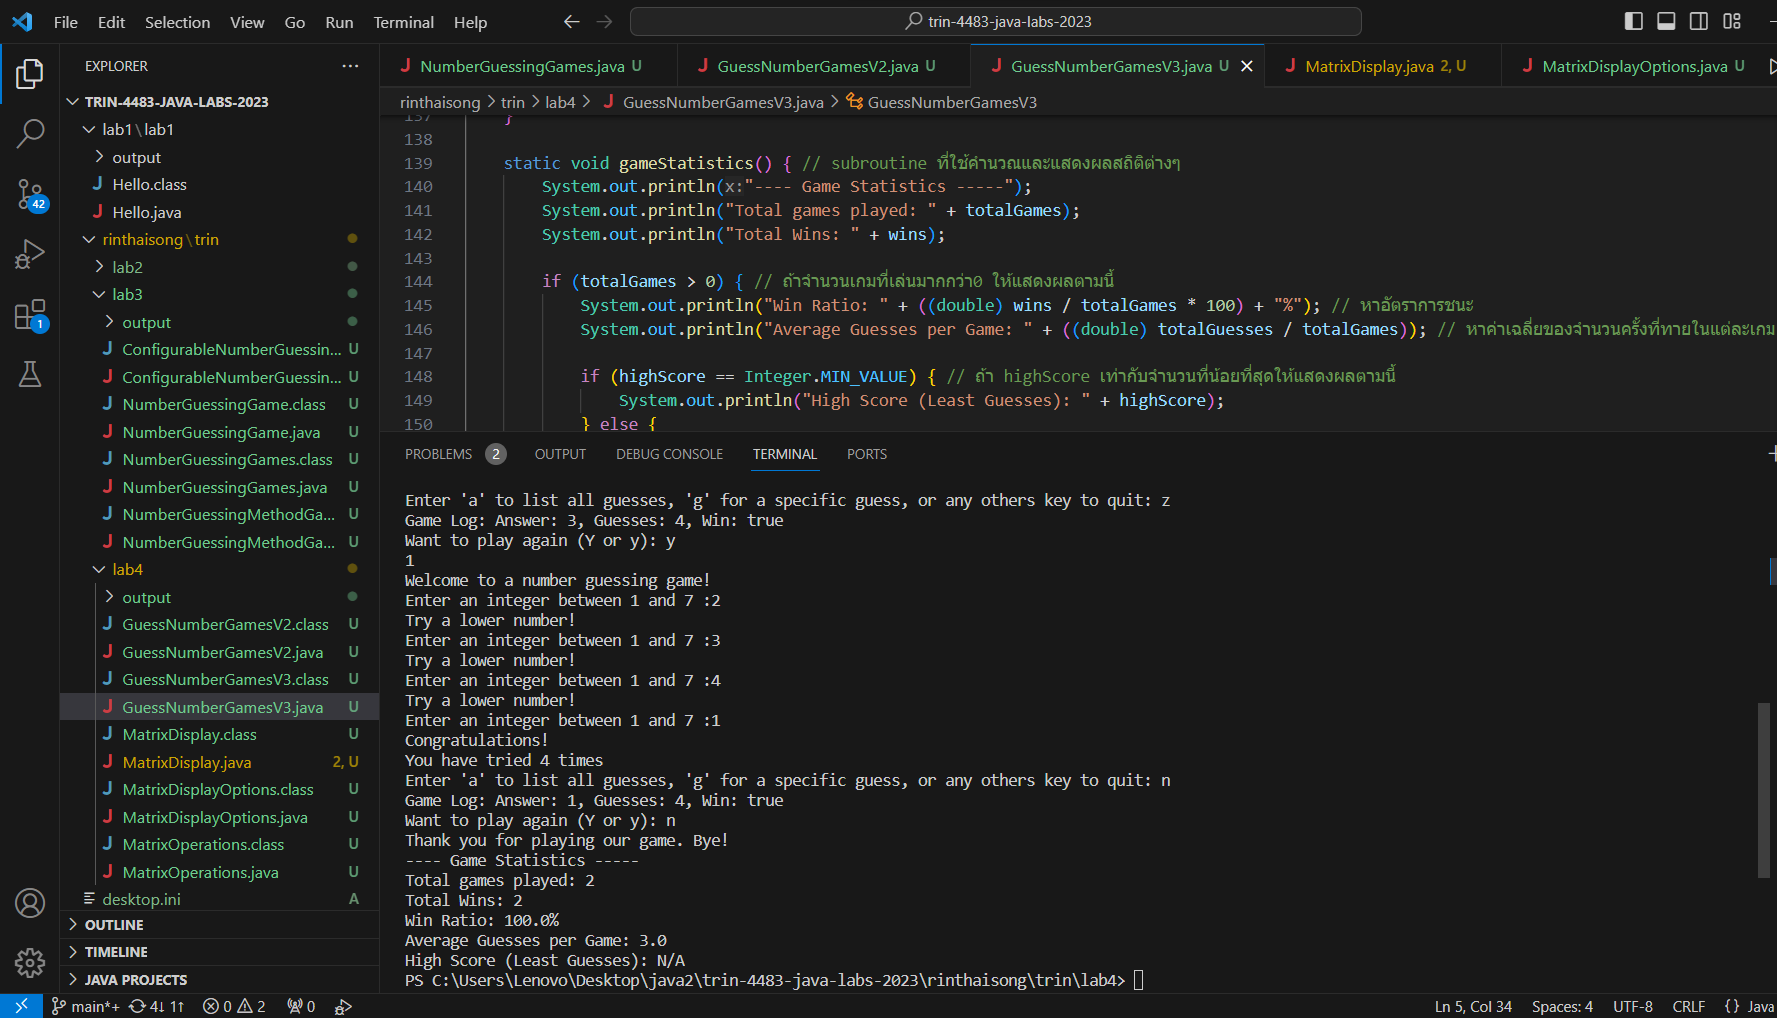 File Edit Selection View Go Run Terminal Help
trin-4483-java-labs-2023
EXPLORER
TRIN-4483-JAVA-LABS-2023
lab1\lab1
output
Hello.class
Hello.java
rinthaisong\trin
lab2
lab3
output
ConfigurableNumberGuessin... U
ConfigurableNumberGuessin... U
NumberGuessingGame.class U
NumberGuessingGame.java U
NumberGuessingGames.class U
NumberGuessingGames.java U
NumberGuessingMethodGa... U
NumberGuessingMethodGa... U
lab4
output
GuessNumberGamesV2.class U
GuessNumberGamesV2.java U
GuessNumberGamesV3.class U
GuessNumberGamesV3.java U
MatrixDisplay.class U
MatrixDisplay.java 2, U
MatrixDisplayOptions.class U
MatrixDisplayOptions.java U
MatrixOperations.class U
MatrixOperations.java U
desktop.ini A
OUTLINE
TIMELINE
JAVA PROJECTS
42
1
NumberGuessingGames.java U
GuessNumberGamesV2.java U
GuessNumberGamesV3.java U
MatrixDisplay.java 2, U
MatrixDisplayOptions.java U
rinthaisong > trin > lab4 > GuessNumberGamesV3.java > GuessNumberGamesV3
137 }
138
139 static void gameStatistics() { // subroutine ที่ใช้คำนวณและแสดงผลสถิติต่างๆ
140 System.out.println(x:"---- Game Statistics -----");
141 System.out.println("Total games played: " + totalGames);
142 System.out.println("Total Wins: " + wins);
143
144 if (totalGames > 0) { // ถ้าจำนวนเกมที่เล่นมากกว่า0 ให้แสดงผลตามนี้
145 System.out.println("Win Ratio: " + ((double) wins / totalGames * 100) + "%"); // หาอัตราการชนะ
146 System.out.println("Average Guesses per Game: " + ((double) totalGuesses / totalGames)); // หาค่าเฉลี่ยของจำนวนครั้งที่ทายในแต่ละเกม
147
148 if (highScore == Integer.MIN_VALUE) { // ถ้า highScore เท่ากับจำนวนที่น้อยที่สุดให้แสดงผลตามนี้
149 System.out.println("High Score (Least Guesses): " + highScore);
150 } else {
PROBLEMS 2 OUTPUT DEBUG CONSOLE TERMINAL PORTS
Enter 'a' to list all guesses, 'g' for a specific guess, or any others key to quit: z
Game Log: Answer: 3, Guesses: 4, Win: true
Want to play again (Y or y): y
1
Welcome to a number guessing game!
Enter an integer between 1 and 7 :2
Try a lower number!
Enter an integer between 1 and 7 :3
Try a lower number!
Enter an integer between 1 and 7 :4
Try a lower number!
Enter an integer between 1 and 7 :1
Congratulations!
You have tried 4 times
Enter 'a' to list all guesses, 'g' for a specific guess, or any others key to quit: n
Game Log: Answer: 1, Guesses: 4, Win: true
Want to play again (Y or y): n
Thank you for playing our game. Bye!
---- Game Statistics -----
Total games played: 2
Total Wins: 2
Win Ratio: 100.0%
Average Guesses per Game: 3.0
High Score (Least Guesses): N/A
PS C:\Users\Lenovo\Desktop\java2\trin-4483-java-labs-2023\rinthaisong\trin\lab4>
main*+ 4↓ 1↑ 0 2 0 Ln 5, Col 34 Spaces: 4 UTF-8 CRLF {} Java